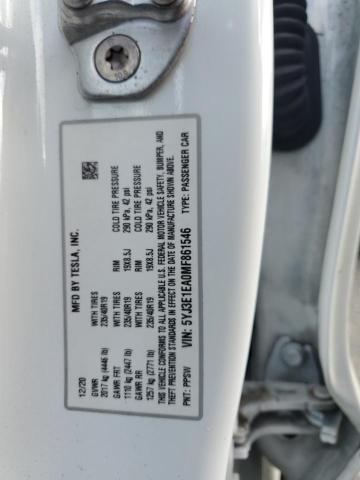 MFD BY TESLA, INC.
12/20
GVWR
2017 kg (4446 lb)
WITH TIRES
235/40R19
RIM
19X8.5J
COLD TIRE PRESSURE
290 kPa, 42 psi
GAWR FRT
1110 kg (2447 lb)
WITH TIRES
235/40R19
RIM
19X8.5J
COLD TIRE PRESSURE
290 kPa, 42 psi
GAWR RR
1257 kg (2771 lb)
WITH TIRES
235/40R19
RIM
19X8.5J
COLD TIRE PRESSURE
290 kPa, 42 psi
THIS VEHICLE CONFORMS TO ALL APPLICABLE U.S. FEDERAL MOTOR VEHICLE SAFETY, BUMPER, AND
THEFT PREVENTION STANDARDS IN EFFECT ON THE DATE OF MANUFACTURE SHOWN ABOVE.
VIN: 5YJ3E1EA0MF861546
PNT: PPSW TYPE: PASSENGER CAR